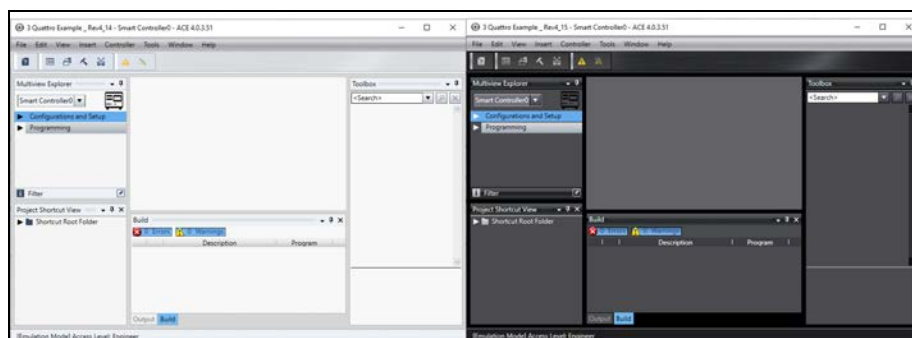 3 Quattro Example _ Rev4_14 - Smart Controller0 - ACE 4.0.3.51
File Edit View Insert Controller Tools Window Help
Multiview Explorer
Smart Controller0
Configurations and Setup
Programming
Filter
Project Shortcut View
Shortcut Root Folder
Toolbox
<Search>
Build
0 Errors 0 Warnings
Description Program
Output Build
[Emulation Mode] Access Level: Engineer
3 Quattro Example _ Rev4_15 - Smart Controller0 - ACE 4.0.3.51
File Edit View Insert Controller Tools Window Help
Multiview Explorer
Smart Controller0
Configurations and Setup
Programming
Filter
Project Shortcut View
Shortcut Root Folder
Toolbox
<Search>
Build
0 Errors 0 Warnings
Description Program
Output Build
[Emulation Mode] Access Level: Engineer